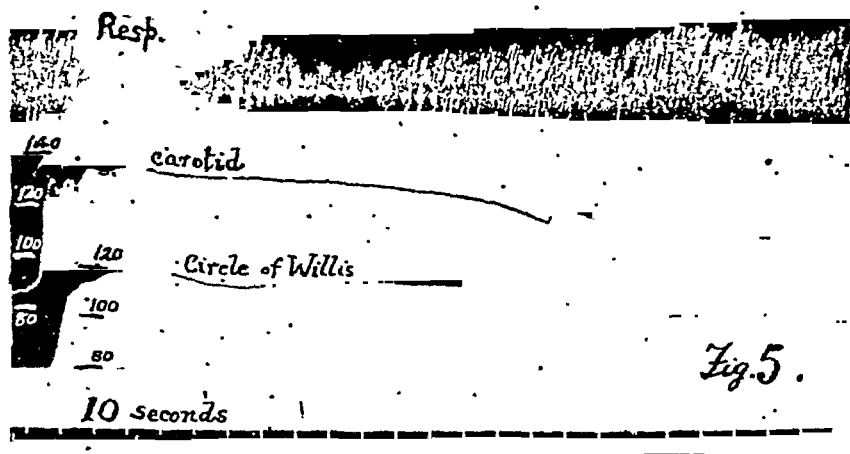 Resp.
140
carotid
120
100
120
Circle of Willis
80
100
80
Fig. 5.
10 seconds